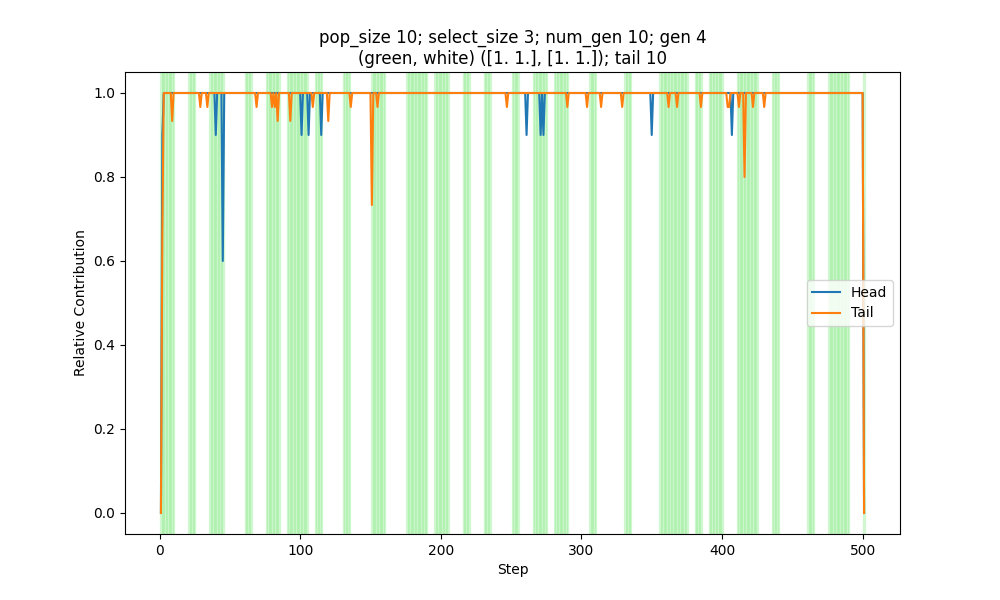 pop_size 10; select_size 3; num_gen 10; gen 4
(green, white) ([1. 1.], [1. 1.]); tail 10
1.0
0.8
0.6
0.4
0.2
0.0
Relative Contribution
Head
Tail
0
100
200
300
400
500
Step